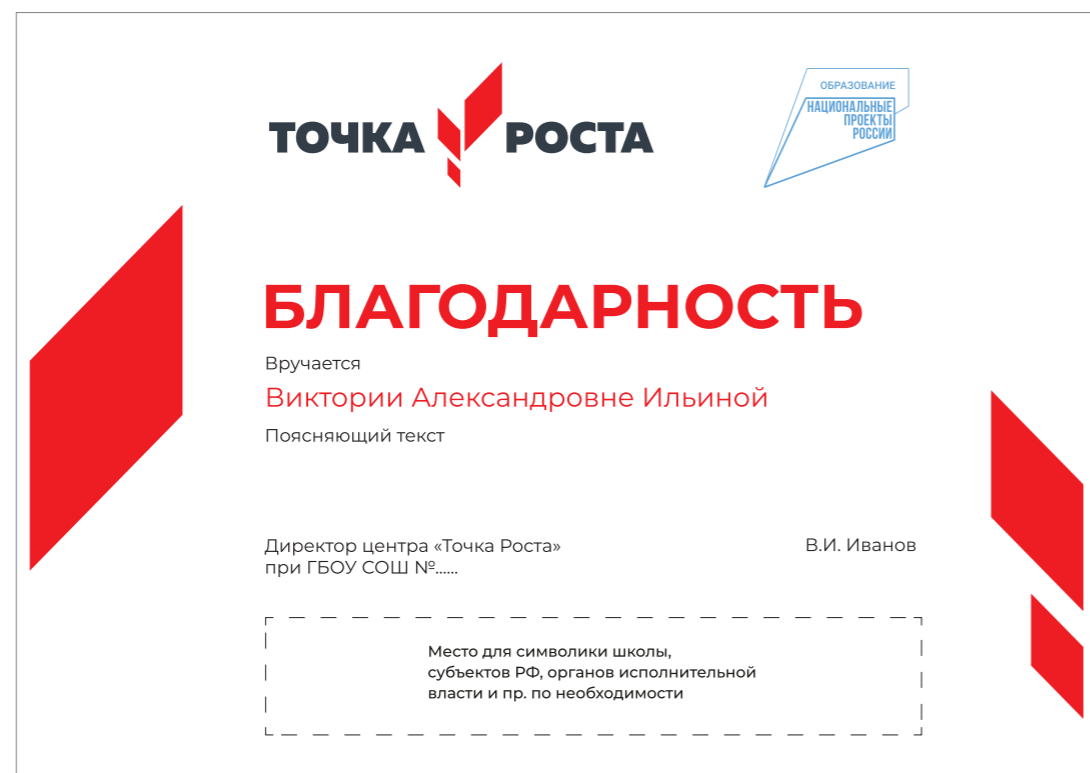 ТОЧКА РОСТА
ОБРАЗОВАНИЕ
НАЦИОНАЛЬНЫЕ
ПРОЕКТЫ
РОССИИ
БЛАГОДАРНОСТЬ
Вручается
Виктории Александровне Ильиной
Поясняющий текст
Директор центра «Точка Роста»
В.И. Иванов
при ГБОУ СОШ №......
Место для символики школы,
субъектов РФ, органов исполнительной
власти и пр. по необходимости